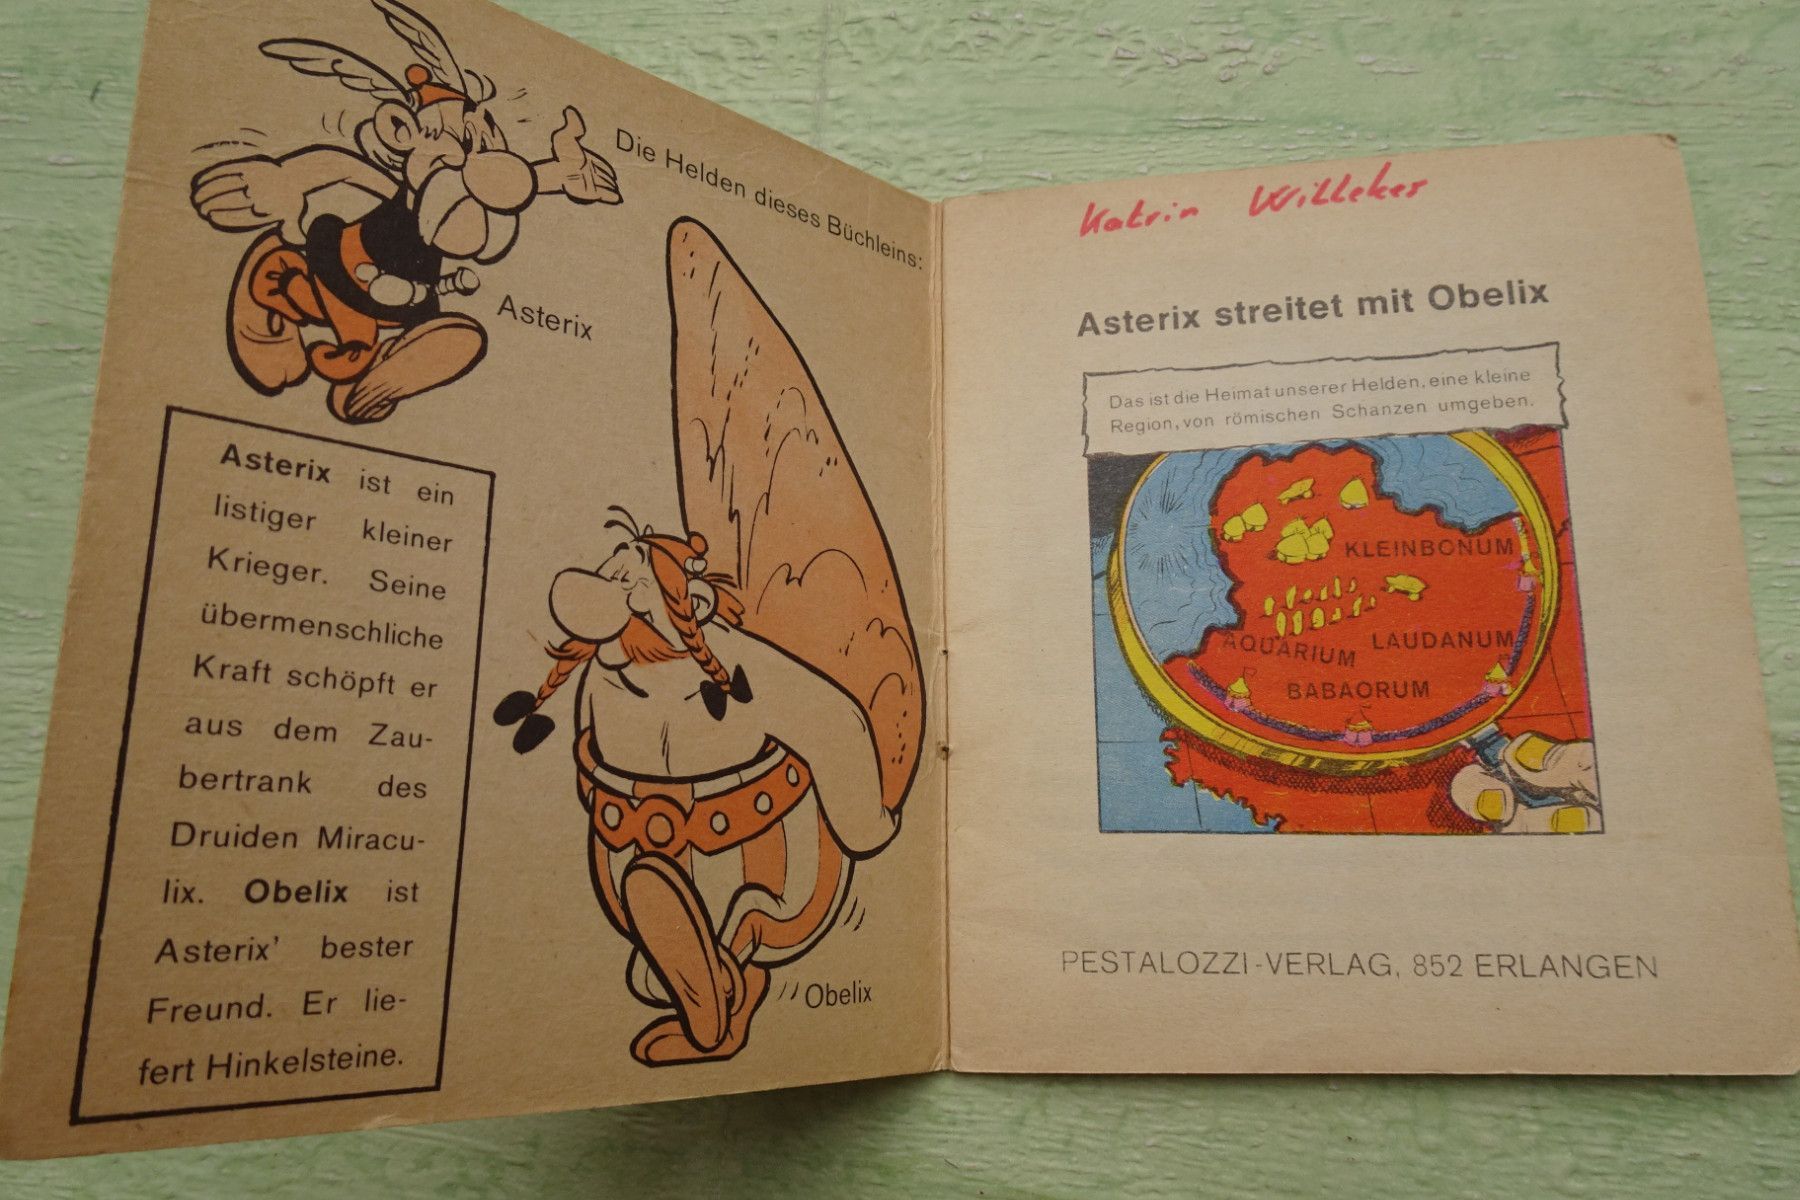 Die Helden dieses Büchleins:
Asterix
Asterix ist ein
listiger kleiner
Krieger. Seine
übermenschliche
Kraft schöpft er
aus dem Zau-
bertrank des
Druiden Miracu-
lix. Obelix ist
Asterix' bester
Freund. Er lie-
fert Hinkelsteine.
Obelix
Katrin Willeker
Asterix streitet mit Obelix
Das ist die Heimat unserer Helden, eine kleine
Region, von römischen Schanzen umgeben.
KLEINBONUM
AQUARIUM
LAUDANUM
BABAORUM
PESTALOZZI-VERLAG, 852 ERLANGEN